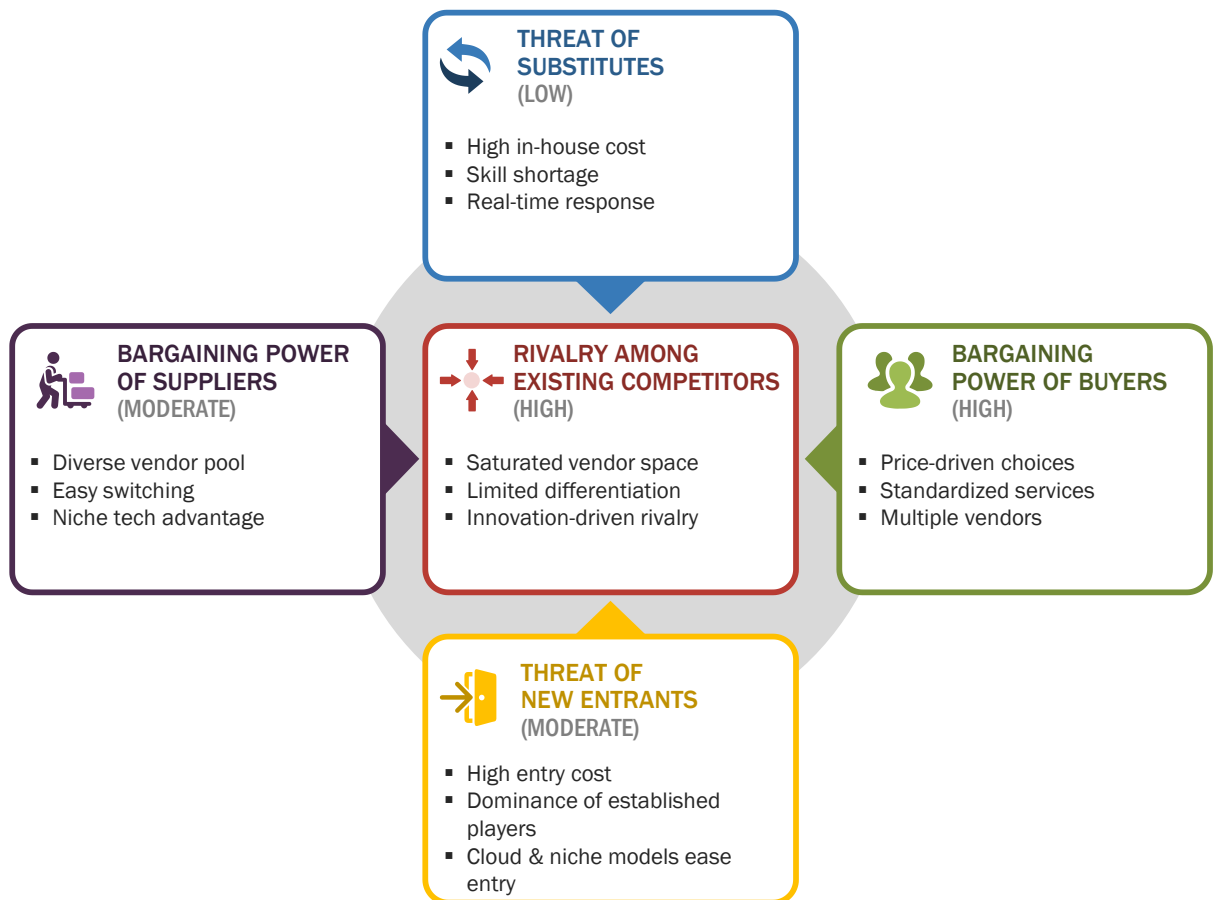 THREAT OF
SUBSTITUTES
(LOW)
▪ High in-house cost
▪ Skill shortage
▪ Real-time response
BARGAINING POWER
OF SUPPLIERS
(MODERATE)
▪ Diverse vendor pool
▪ Easy switching
▪ Niche tech advantage
RIVALRY AMONG
EXISTING COMPETITORS
(HIGH)
▪ Saturated vendor space
▪ Limited differentiation
▪ Innovation-driven rivalry
BARGAINING
POWER OF BUYERS
(HIGH)
▪ Price-driven choices
▪ Standardized services
▪ Multiple vendors
THREAT OF
NEW ENTRANTS
(MODERATE)
▪ High entry cost
▪ Dominance of established
players
▪ Cloud & niche models ease
entry